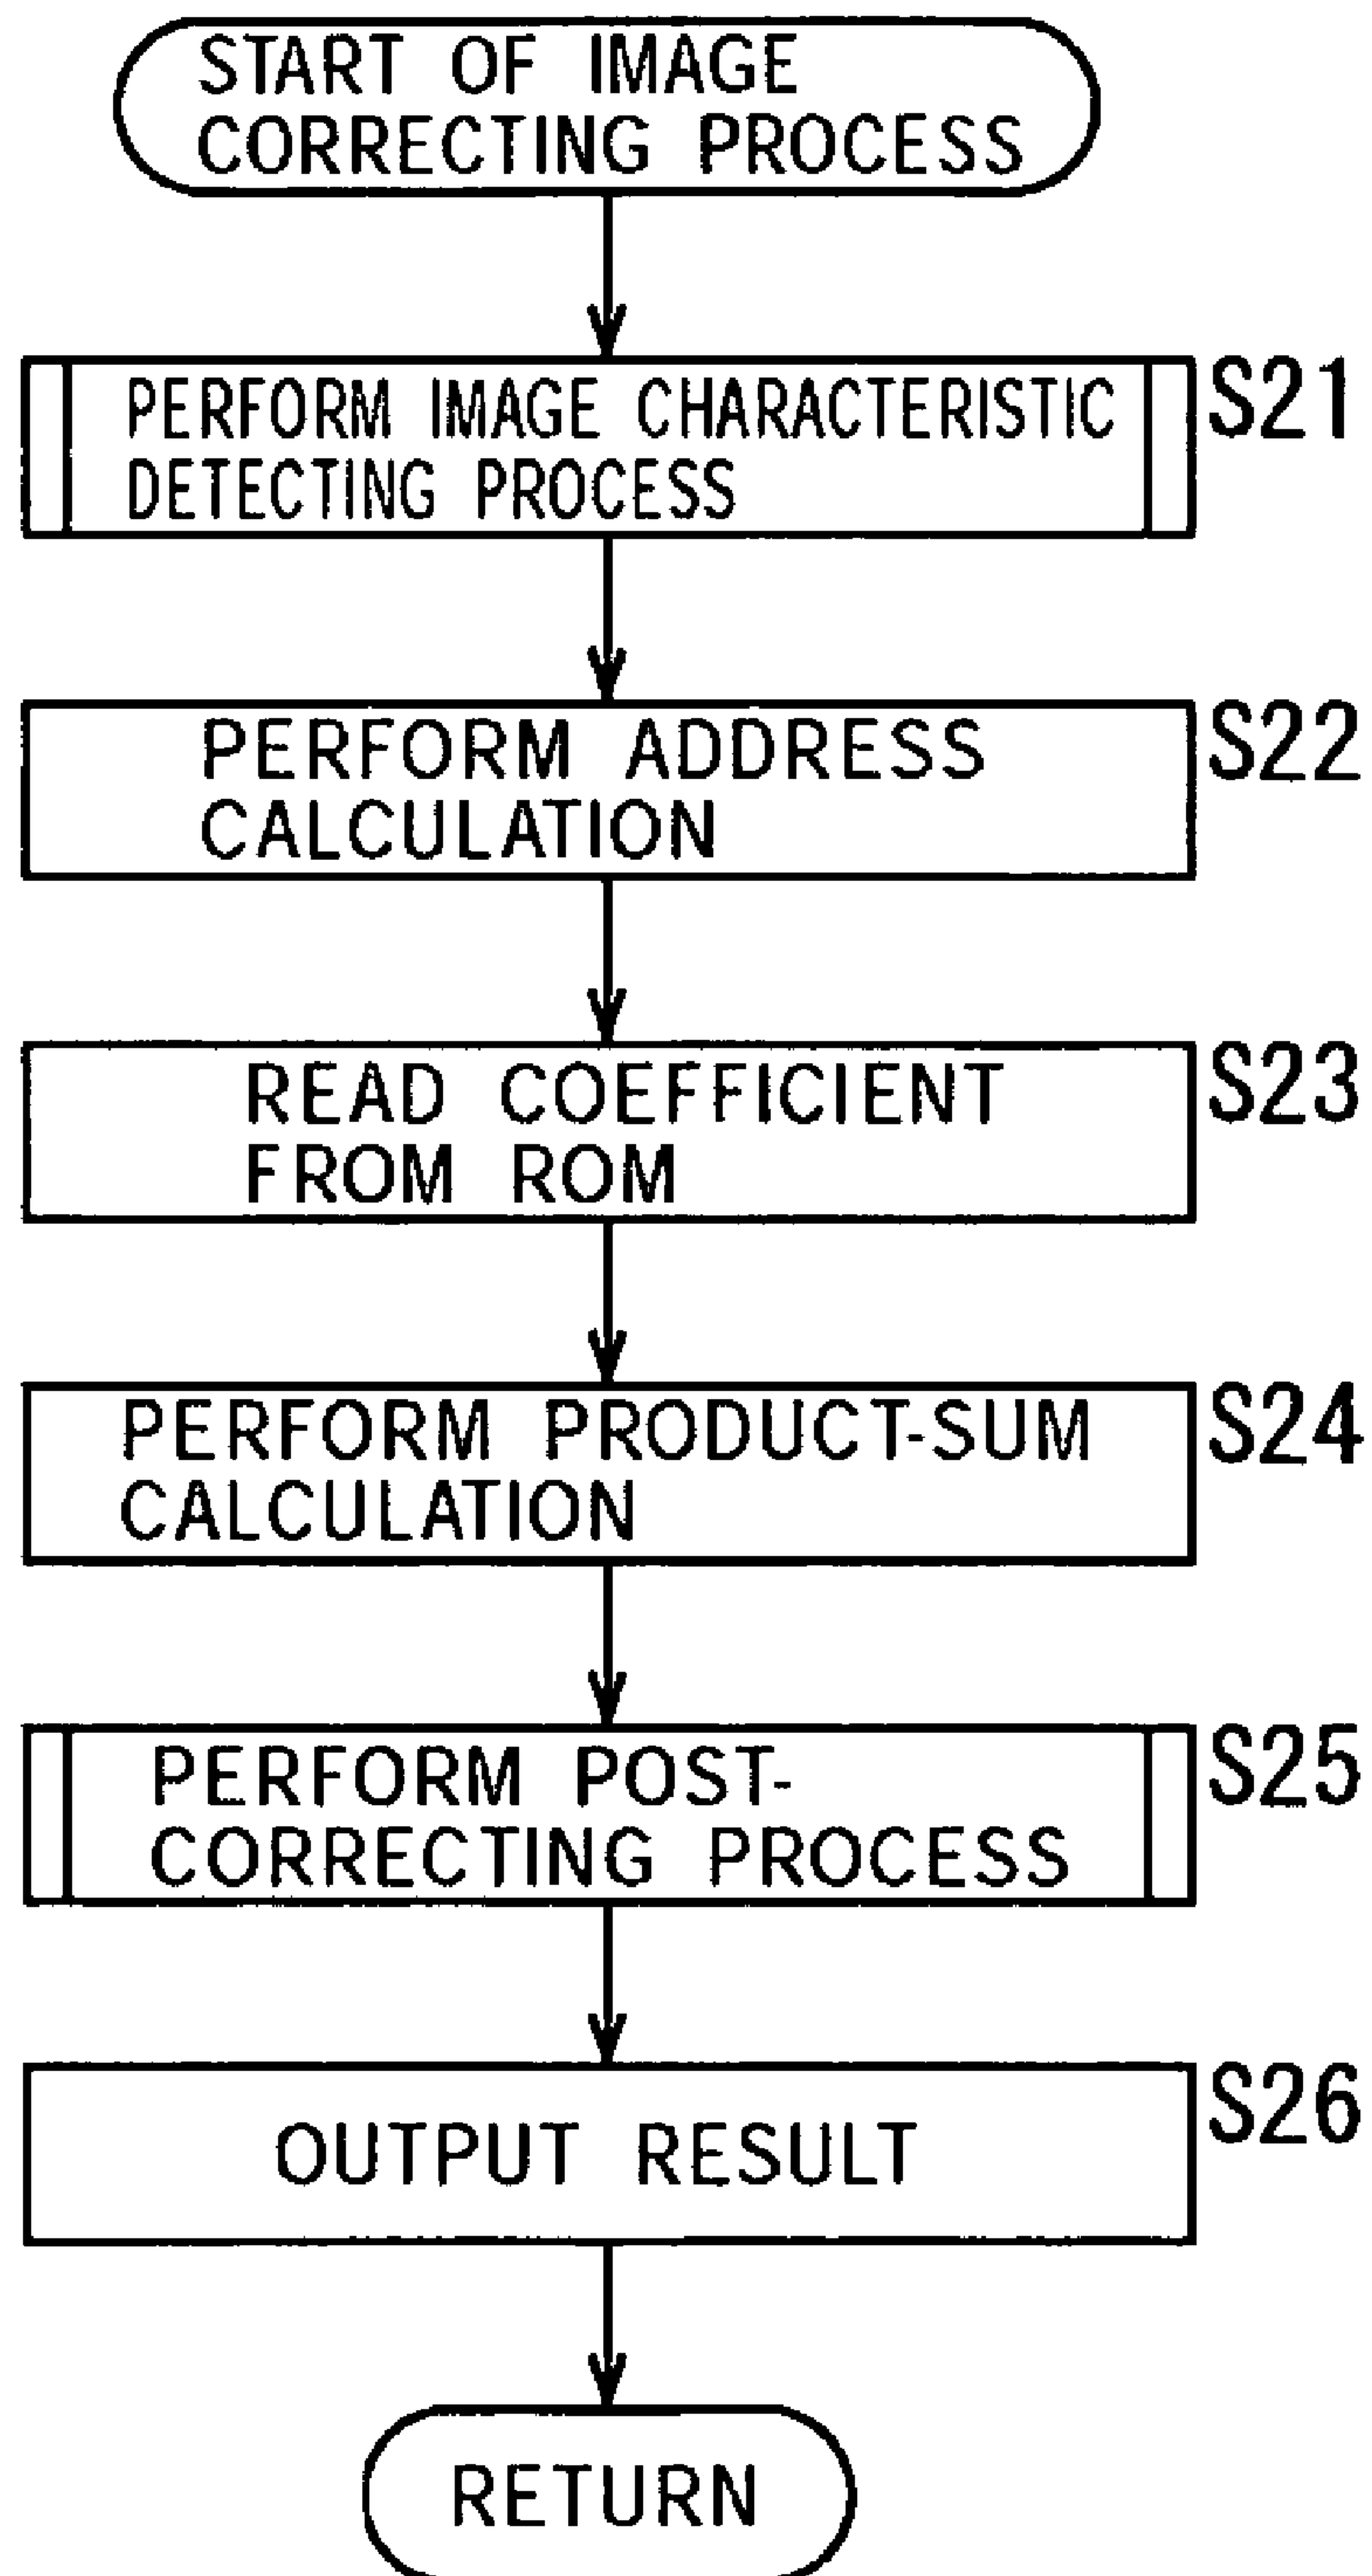 START OF IMAGE
CORRECTING PROCESS
PERFORM IMAGE CHARACTERISTIC
DETECTING PROCESS
S21
PERFORM ADDRESS
CALCULATION
S22
READ COEFFICIENT
FROM ROM
S23
PERFORM PRODUCT-SUM
CALCULATION
S24
PERFORM POST-
CORRECTING PROCESS
S25
OUTPUT RESULT
S26
RETURN